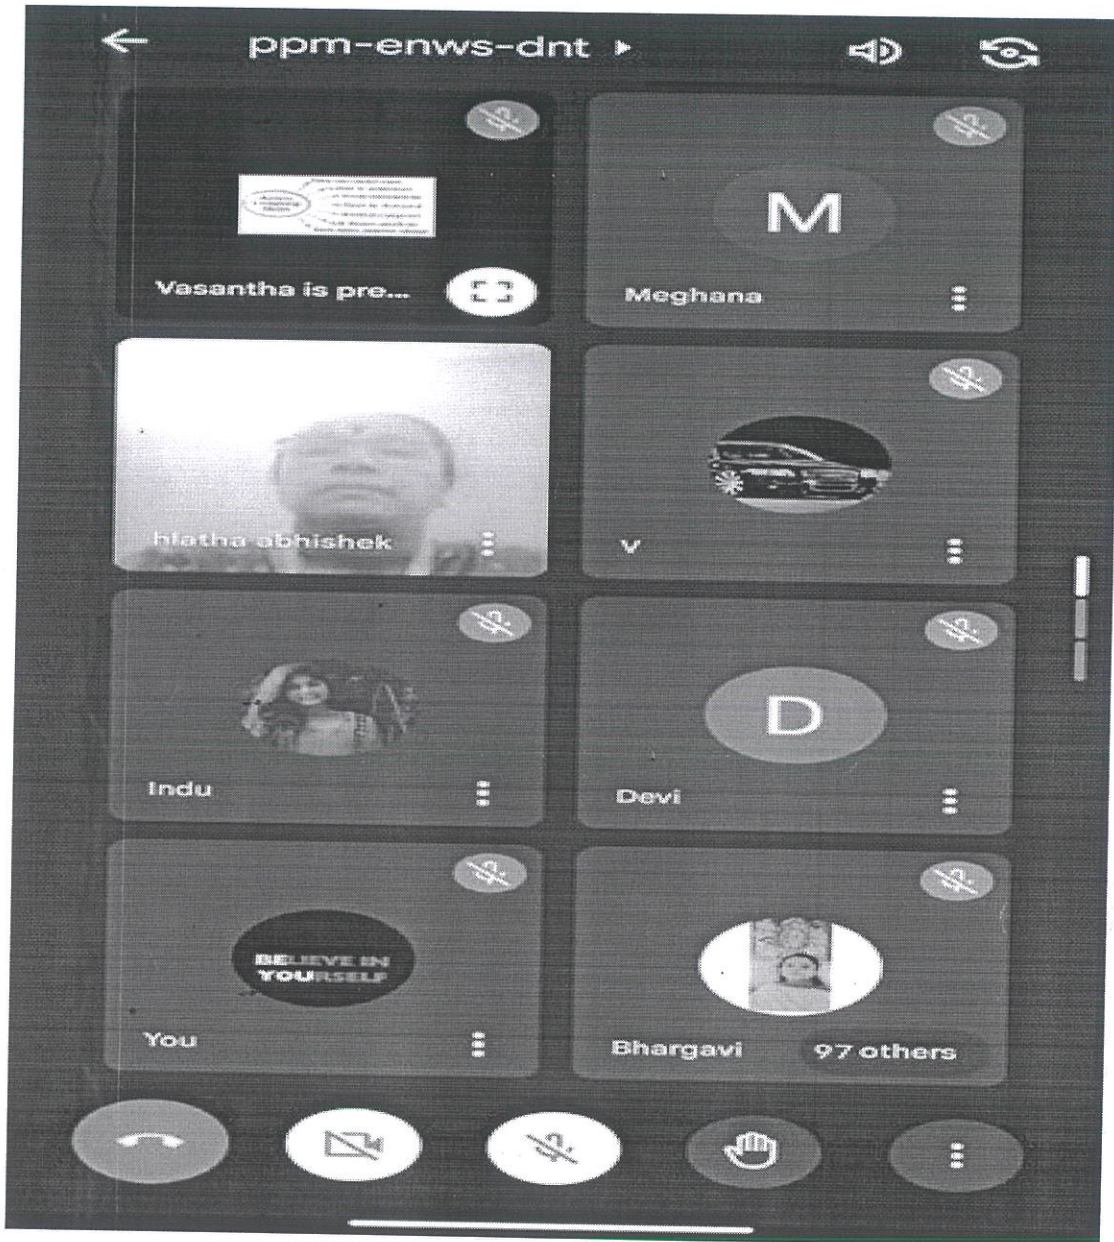 ppm-enws-dnt
Vasantha is pre...
M
Meghana
hlatha abhishek
V
Indu
D
Devi
BELIEVE IN
YOURSELF
You
Bhargavi
97 others